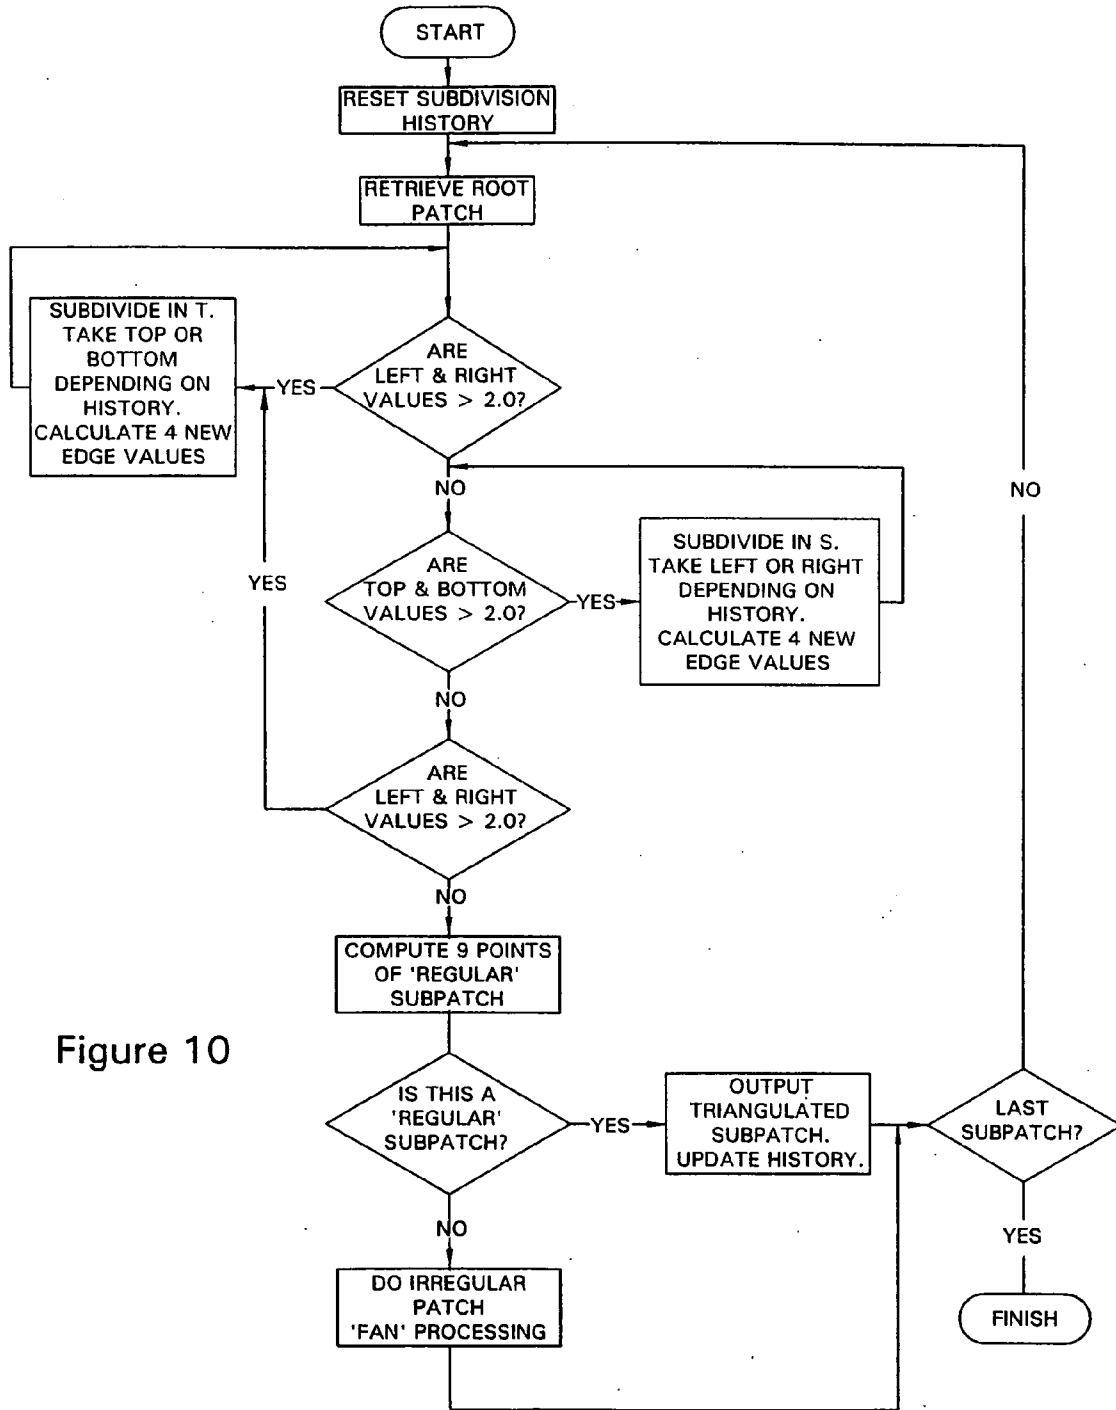 START
RESET SUBDIVISION
HISTORY
RETRIEVE ROOT
PATCH
SUBDIVIDE IN T.
TAKE TOP OR
BOTTOM
DEPENDING ON
HISTORY.
CALCULATE 4 NEW
EDGE VALUES
YES
ARE
LEFT & RIGHT
VALUES > 2.0?
NO
NO
YES
ARE
TOP & BOTTOM
VALUES > 2.0?
YES
SUBDIVIDE IN S.
TAKE LEFT OR RIGHT
DEPENDING ON
HISTORY.
CALCULATE 4 NEW
EDGE VALUES
NO
ARE
LEFT & RIGHT
VALUES > 2.0?
NO
COMPUTE 9 POINTS
OF 'REGULAR'
SUBPATCH
Figure 10
IS THIS A
'REGULAR'
SUBPATCH?
YES
OUTPUT
TRIANGULATED
SUBPATCH.
UPDATE HISTORY.
LAST
SUBPATCH?
NO
YES
DO IRREGULAR
PATCH
'FAN' PROCESSING
FINISH